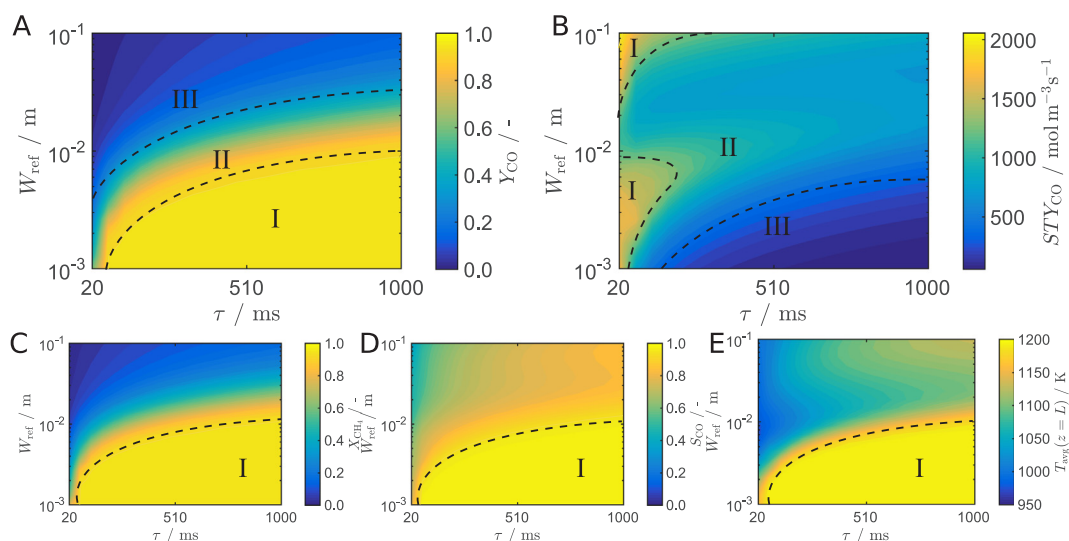 A
10⁻¹
10⁻²
10⁻³
W_ref / m
III
II
I
20
510
1000
τ / ms
1.0
0.8
0.6
0.4
0.2
0.0
Y_CO / -
B
10⁻¹
10⁻²
10⁻³
W_ref / m
I
II
I
III
20
510
1000
τ / ms
2000
1500
1000
500
STY_CO / mol m⁻³ s⁻¹
C
10⁻¹
10⁻²
10⁻³
W_ref / m
I
20
510
1000
τ / ms
1.0
0.8
0.6
0.4
0.2
0.0
X_CH₄ / -
D
W_ref / m
10⁻¹
10⁻²
10⁻³
I
20
510
1000
τ / ms
1.0
0.8
0.6
0.4
0.2
0.0
S_CO / -
E
W_ref / m
10⁻¹
10⁻²
10⁻³
I
20
510
1000
τ / ms
1200
1150
1100
1050
1000
950
T_avg(z = L) / K